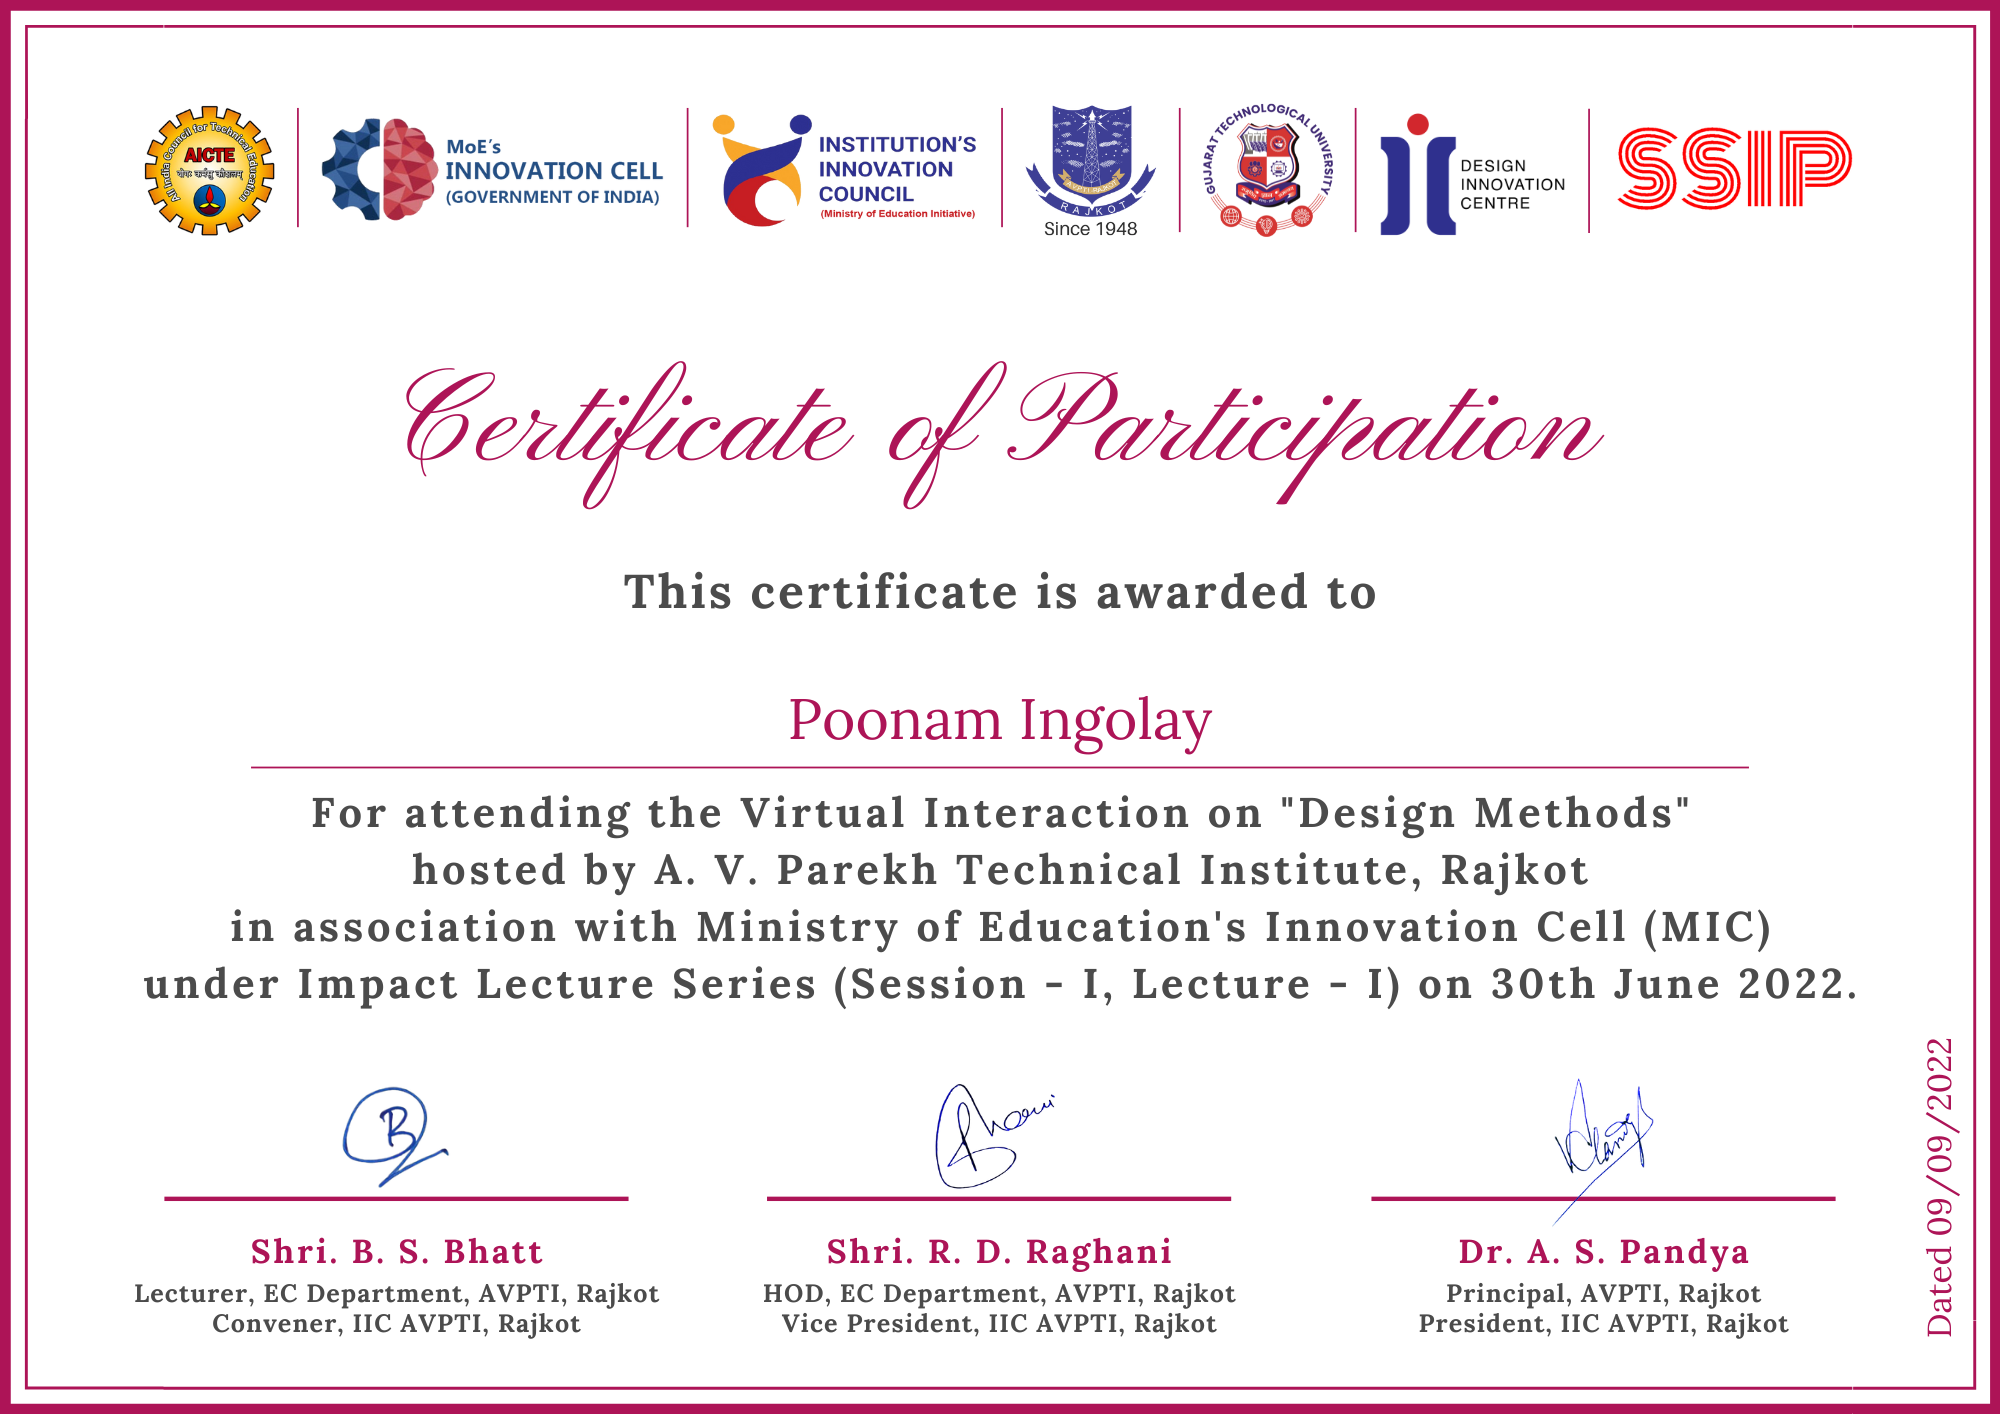 All India Council for Technical Education
AICTE
योगः कर्मसु कौशलम्
MoE's
INNOVATION CELL
(GOVERNMENT OF INDIA)
INSTITUTION'S
INNOVATION
COUNCIL
(Ministry of Education Initiative)
A.V.P.T.I. RAJKOT
RAJKOT
Since 1948
GUJARAT TECHNOLOGICAL UNIVERSITY
DESIGN
INNOVATION
CENTRE
SSIP
Certificate of Participation
This certificate is awarded to
Poonam Ingolay
For attending the Virtual Interaction on "Design Methods"
hosted by A. V. Parekh Technical Institute, Rajkot
in association with Ministry of Education's Innovation Cell (MIC)
under Impact Lecture Series (Session - I, Lecture - I) on 30th June 2022.
Shri. B. S. Bhatt
Lecturer, EC Department, AVPTI, Rajkot
Convener, IIC AVPTI, Rajkot
Shri. R. D. Raghani
HOD, EC Department, AVPTI, Rajkot
Vice President, IIC AVPTI, Rajkot
Dr. A. S. Pandya
Principal, AVPTI, Rajkot
President, IIC AVPTI, Rajkot
Dated 09/09/2022